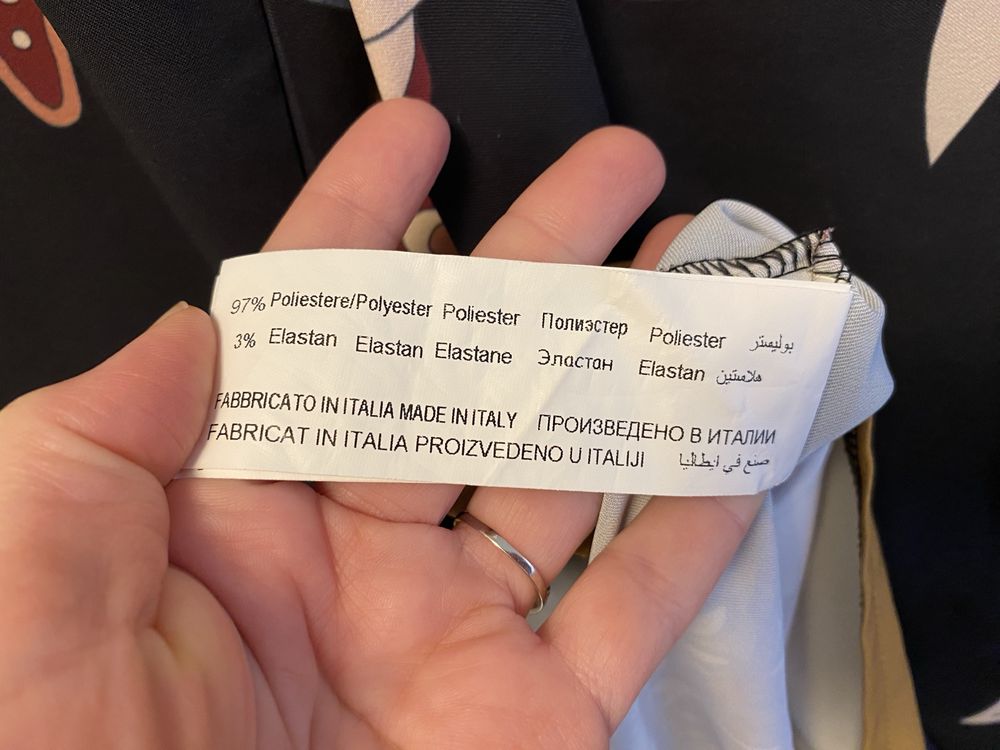 97% Poliestere/Polyester Poliester Полиэстер Poliester بوليستر
3% Elastan Elastan Elastane Эластан Elastan هلامستين
FABBRICATO IN ITALIA MADE IN ITALY ПРОИЗВЕДЕНО В ИТАЛИИ
FABRICAT IN ITALIA PROIZVEDENO U ITALIJI صنع في ايطاليا